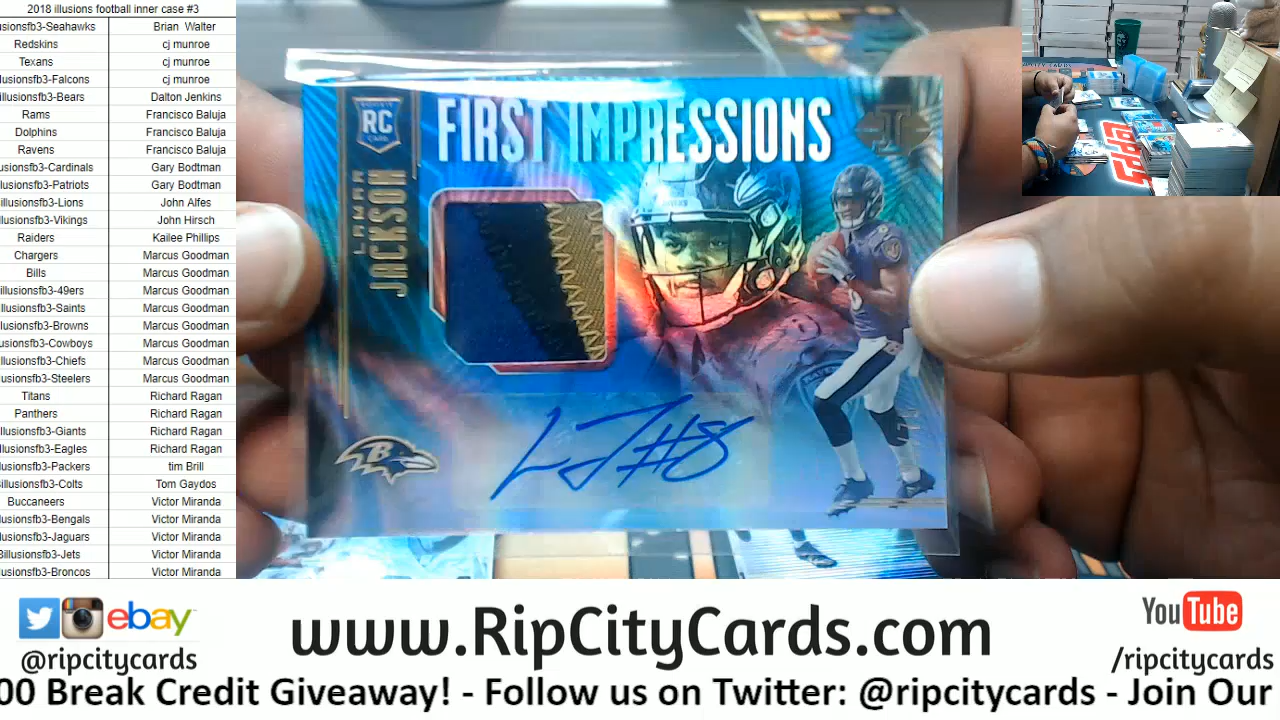 2018 illusions football inner case #3
usionsfb3-Seahawks Brian Walter
Redskins cj munroe
Texans cj munroe
llusionsfb3-Falcons cj munroe
illusionsfb3-Bears Dalton Jenkins
Rams Francisco Baluja
Dolphins Francisco Baluja
Ravens Francisco Baluja
usionsfb3-Cardinals Gary Bodtman
lusionsfb3-Patriots Gary Bodtman
illusionsfb3-Lions John Alfes
lusionsfb3-Vikings John Hirsch
Raiders Kailee Phillips
Chargers Marcus Goodman
Bills Marcus Goodman
illusionsfb3-49ers Marcus Goodman
llusionsfb3-Saints Marcus Goodman
lusionsfb3-Browns Marcus Goodman
usionsfb3-Cowboys Marcus Goodman
llusionsfb3-Chiefs Marcus Goodman
usionsfb3-Steelers Marcus Goodman
Titans Richard Ragan
Panthers Richard Ragan
illusionsfb3-Giants Richard Ragan
llusionsfb3-Eagles Richard Ragan
usionsfb3-Packers tim Brill
illusionsfb3-Colts Tom Gaydos
Buccaneers Victor Miranda
lusionsfb3-Bengals Victor Miranda
lusionsfb3-Jaguars Victor Miranda
illusionsfb3-Jets Victor Miranda
usionsfb3-Broncos Victor Miranda
RC
FIRST IMPRESSIONS
LAMAR
JACKSON
B
LJ #8
ebay
@ripcitycards
www.RipCityCards.com
YouTube
/ripcitycards
00 Break Credit Giveaway! - Follow us on Twitter: @ripcitycards - Join Our